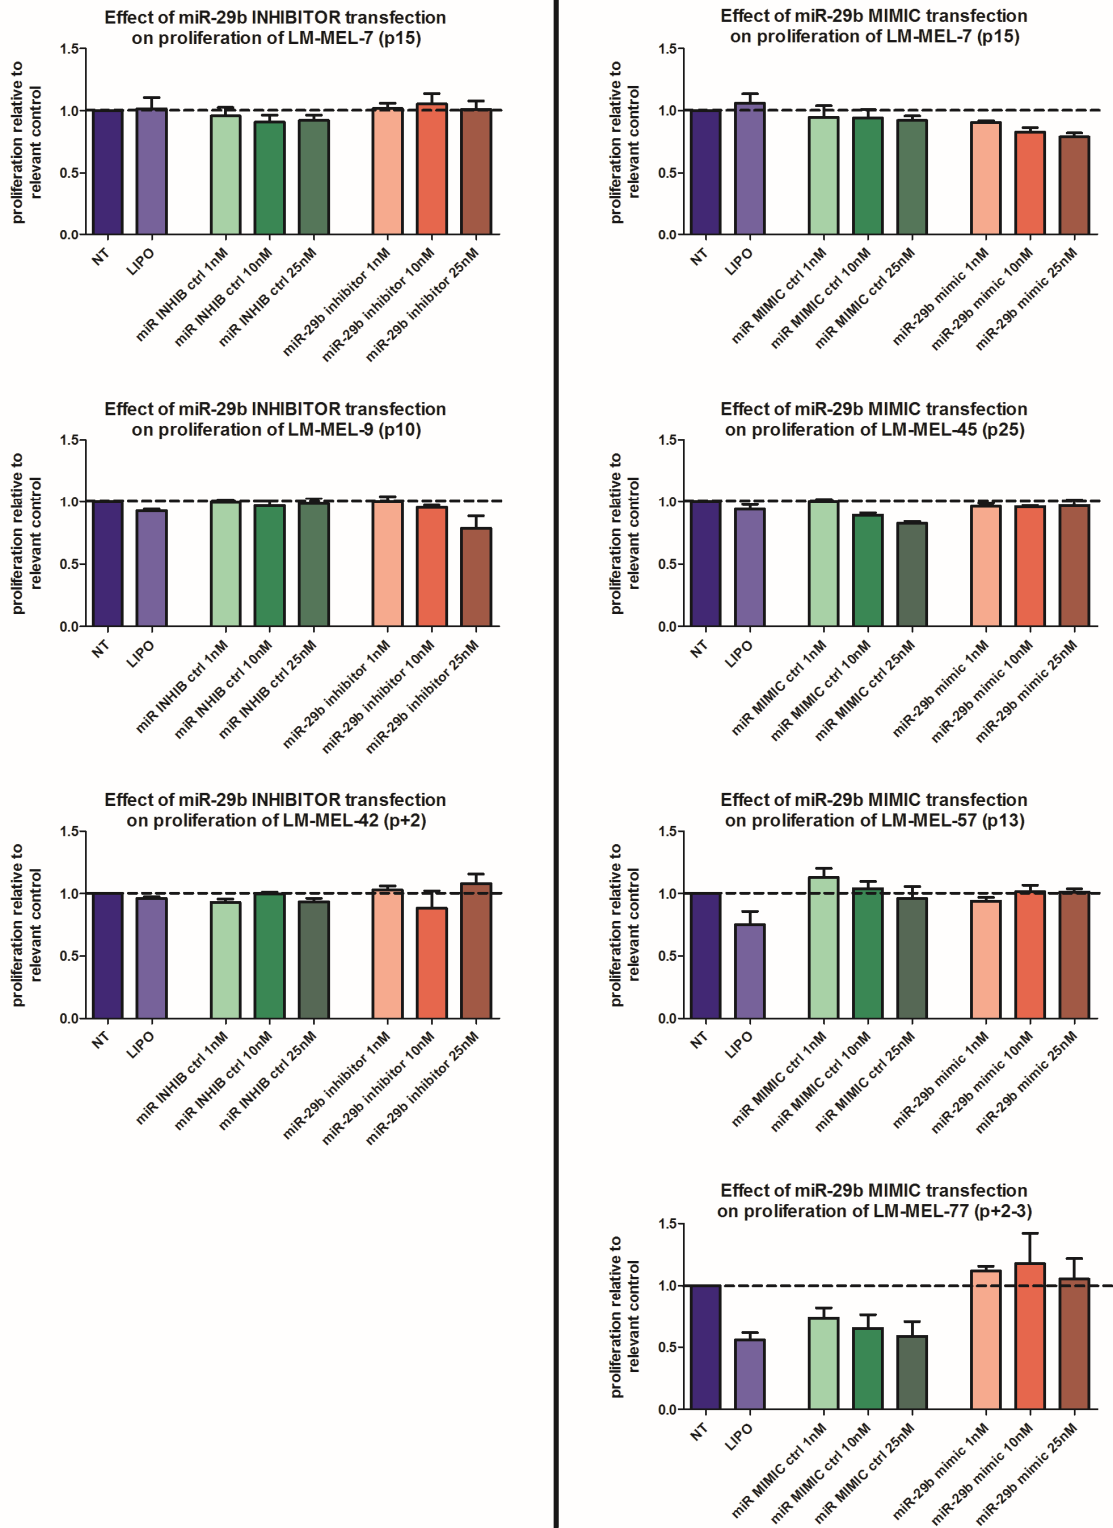 Effect of miR-29b INHIBITOR transfection
on proliferation of LM-MEL-7 (p15)
proliferation relative to
relevant control
1.5
1.0
0.5
0.0
NT
LIPO
miR INHIB ctrl 1nM
miR INHIB ctrl 10nM
miR INHIB ctrl 25nM
miR-29b inhibitor 1nM
miR-29b inhibitor 10nM
miR-29b inhibitor 25nM
Effect of miR-29b INHIBITOR transfection
on proliferation of LM-MEL-9 (p10)
proliferation relative to
relevant control
1.5
1.0
0.5
0.0
NT
LIPO
miR INHIB ctrl 1nM
miR INHIB ctrl 10nM
miR INHIB ctrl 25nM
miR-29b inhibitor 1nM
miR-29b inhibitor 10nM
miR-29b inhibitor 25nM
Effect of miR-29b INHIBITOR transfection
on proliferation of LM-MEL-42 (p+2)
proliferation relative to
relevant control
1.5
1.0
0.5
0.0
NT
LIPO
miR INHIB ctrl 1nM
miR INHIB ctrl 10nM
miR INHIB ctrl 25nM
miR-29b inhibitor 1nM
miR-29b inhibitor 10nM
miR-29b inhibitor 25nM
Effect of miR-29b MIMIC transfection
on proliferation of LM-MEL-7 (p15)
proliferation relative to
relevant control
1.5
1.0
0.5
0.0
NT
LIPO
miR MIMIC ctrl 1nM
miR MIMIC ctrl 10nM
miR MIMIC ctrl 25nM
miR-29b mimic 1nM
miR-29b mimic 10nM
miR-29b mimic 25nM
Effect of miR-29b MIMIC transfection
on proliferation of LM-MEL-45 (p25)
proliferation relative to
relevant control
1.5
1.0
0.5
0.0
NT
LIPO
miR MIMIC ctrl 1nM
miR MIMIC ctrl 10nM
miR MIMIC ctrl 25nM
miR-29b mimic 1nM
miR-29b mimic 10nM
miR-29b mimic 25nM
Effect of miR-29b MIMIC transfection
on proliferation of LM-MEL-57 (p13)
proliferation relative to
relevant control
1.5
1.0
0.5
0.0
NT
LIPO
miR MIMIC ctrl 1nM
miR MIMIC ctrl 10nM
miR MIMIC ctrl 25nM
miR-29b mimic 1nM
miR-29b mimic 10nM
miR-29b mimic 25nM
Effect of miR-29b MIMIC transfection
on proliferation of LM-MEL-77 (p+2-3)
proliferation relative to
relevant control
1.5
1.0
0.5
0.0
NT
LIPO
miR MIMIC ctrl 1nM
miR MIMIC ctrl 10nM
miR MIMIC ctrl 25nM
miR-29b mimic 1nM
miR-29b mimic 10nM
miR-29b mimic 25nM